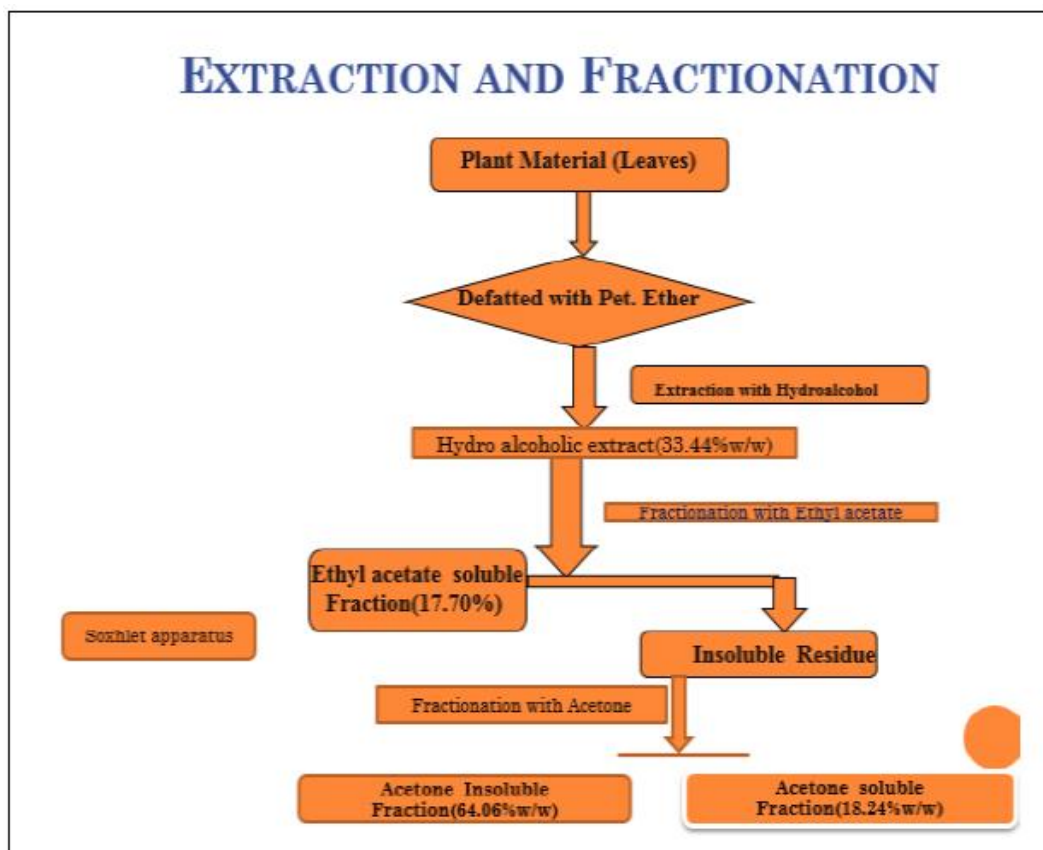 EXTRACTION AND FRACTIONATION
Plant Material (Leaves)
Defatted with Pet. Ether
Extraction with Hydroalcohol
Hydro alcoholic extract(33.44%w/w)
Fractionation with Ethyl acetate
Ethyl acetate soluble
Fraction(17.70%)
Soxhlet apparatus
Insoluble Residue
Fractionation with Acetone
Acetone Insoluble
Fraction(64.06%w/w)
Acetone soluble
Fraction(18.24%w/w)